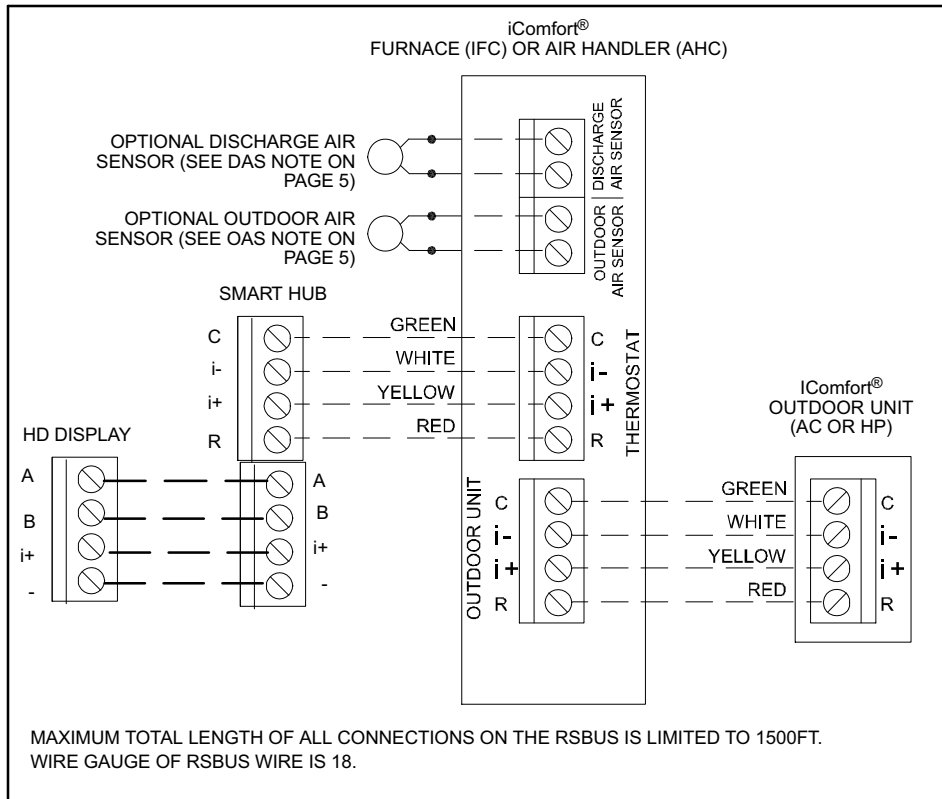 iComfort®
FURNACE (IFC) OR AIR HANDLER (AHC)
OPTIONAL DISCHARGE AIR
SENSOR (SEE DAS NOTE ON
PAGE 5)
DISCHARGE
AIR SENSOR
OPTIONAL OUTDOOR AIR
SENSOR (SEE OAS NOTE ON
PAGE 5)
OUTDOOR
AIR SENSOR
SMART HUB
C
i-
i+
R
GREEN
WHITE
YELLOW
RED
C
i-
i+
R
THERMOSTAT
HD DISPLAY
A
B
i+
-
A
B
i+
-
OUTDOOR UNIT
C
i-
i+
R
GREEN
WHITE
YELLOW
RED
IComfort®
OUTDOOR UNIT
(AC OR HP)
C
i-
i+
R
MAXIMUM TOTAL LENGTH OF ALL CONNECTIONS ON THE RSBUS IS LIMITED TO 1500FT.
WIRE GAUGE OF RSBUS WIRE IS 18.